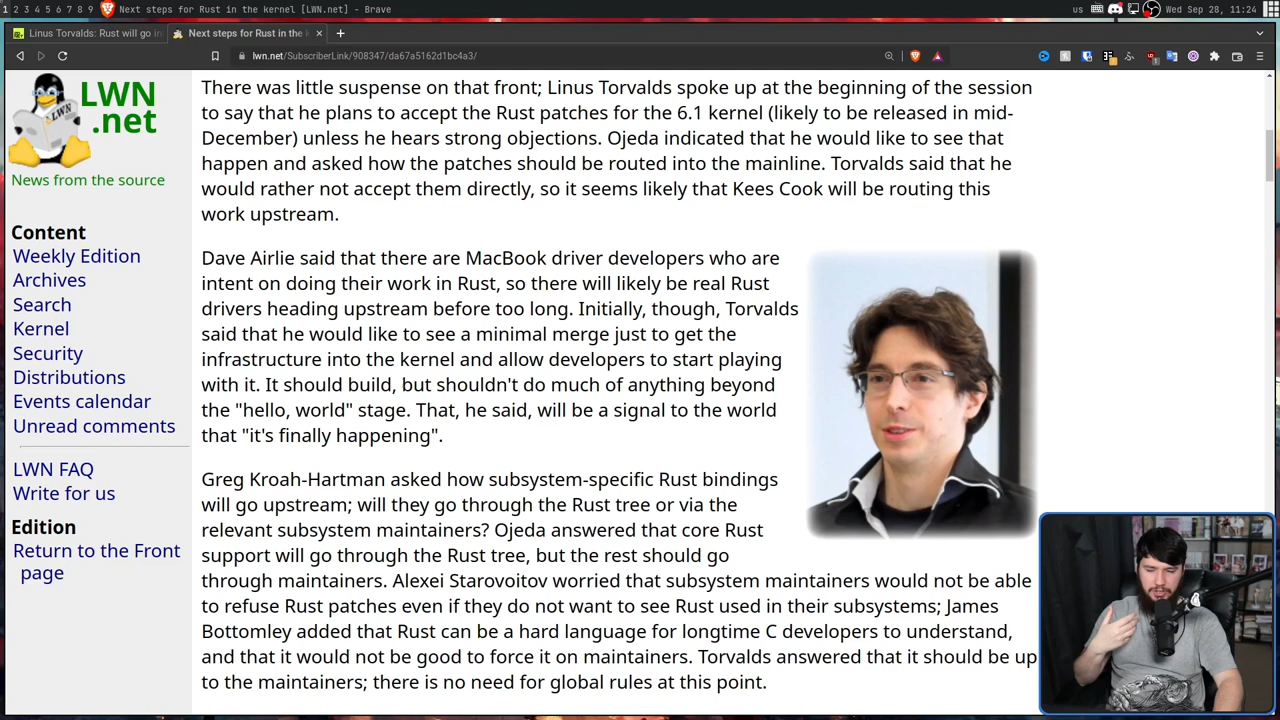 1 2 3 4 5 6 7 8 9 Next steps for Rust in the kernel [LWN.net] - Brave us Wed Sep 28, 11:24
Linus Torvalds: Rust will go in Next steps for Rust in the k
lwn.net/SubscriberLink/908347/da67a5162d1bc4a3/
LWN
.net
News from the source
Content
Weekly Edition
Archives
Search
Kernel
Security
Distributions
Events calendar
Unread comments
LWN FAQ
Write for us
Edition
Return to the Front
page
There was little suspense on that front; Linus Torvalds spoke up at the beginning of the session
to say that he plans to accept the Rust patches for the 6.1 kernel (likely to be released in mid-
December) unless he hears strong objections. Ojeda indicated that he would like to see that
happen and asked how the patches should be routed into the mainline. Torvalds said that he
would rather not accept them directly, so it seems likely that Kees Cook will be routing this
work upstream.
Dave Airlie said that there are MacBook driver developers who are
intent on doing their work in Rust, so there will likely be real Rust
drivers heading upstream before too long. Initially, though, Torvalds
said that he would like to see a minimal merge just to get the
infrastructure into the kernel and allow developers to start playing
with it. It should build, but shouldn't do much of anything beyond
the "hello, world" stage. That, he said, will be a signal to the world
that "it's finally happening".
Greg Kroah-Hartman asked how subsystem-specific Rust bindings
will go upstream; will they go through the Rust tree or via the
relevant subsystem maintainers? Ojeda answered that core Rust
support will go through the Rust tree, but the rest should go
through maintainers. Alexei Starovoitov worried that subsystem maintainers would not be able
to refuse Rust patches even if they do not want to see Rust used in their subsystems; James
Bottomley added that Rust can be a hard language for longtime C developers to understand,
and that it would not be good to force it on maintainers. Torvalds answered that it should be up
to the maintainers; there is no need for global rules at this point.